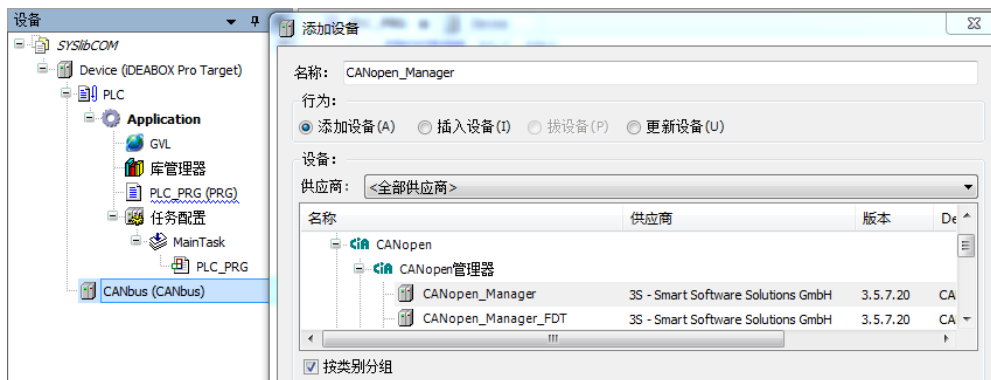 设备
SYSlibCOM
Device (iDEABOX Pro Target)
PLC
Application
GVL
库管理器
PLC_PRG (PRG)
任务配置
MainTask
PLC_PRG
CANbus (CANbus)
添加设备
名称: CANopen_Manager
行为:
添加设备(A) 插入设备(I) 拔设备(P) 更新设备(U)
设备:
供应商: <全部供应商>
名称 供应商 版本 De
CiA CANopen
CiA CANopen管理器
CANopen_Manager 3S - Smart Software Solutions GmbH 3.5.7.20 CA
CANopen_Manager_FDT 3S - Smart Software Solutions GmbH 3.5.7.20 CA
按类别分组